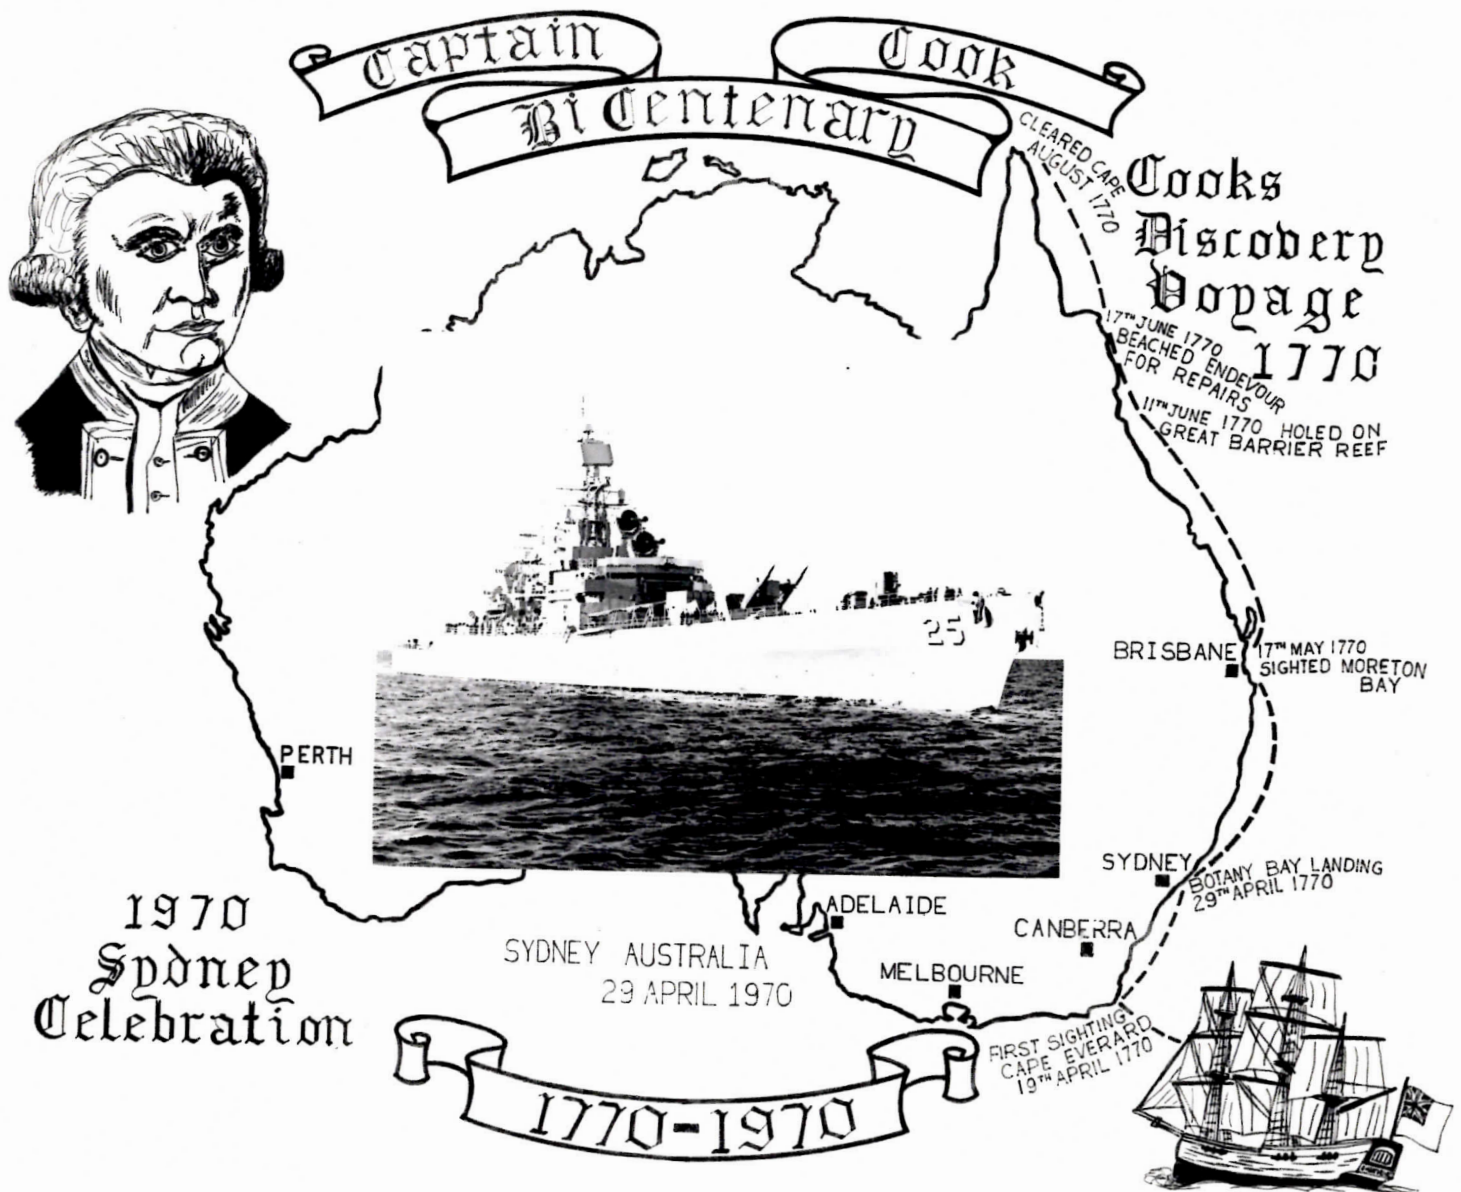 Captain Cook
Bi Centenary
CLEARED CAPE
AUGUST 1770
Cooks
Discovery
Voyage
1770
17TH JUNE 1770
BEACHED ENDEVOUR
FOR REPAIRS
11TH JUNE 1770 HOLED ON
GREAT BARRIER REEF
25
BRISBANE
17TH MAY 1770
SIGHTED MORETON
BAY
PERTH
SYDNEY
BOTANY BAY LANDING
29TH APRIL 1770
ADELAIDE
CANBERRA
MELBOURNE
SYDNEY AUSTRALIA
29 APRIL 1970
1970
Sydney
Celebration
FIRST SIGHTING
CAPE EVERARD
19TH APRIL 1770
1770-1970